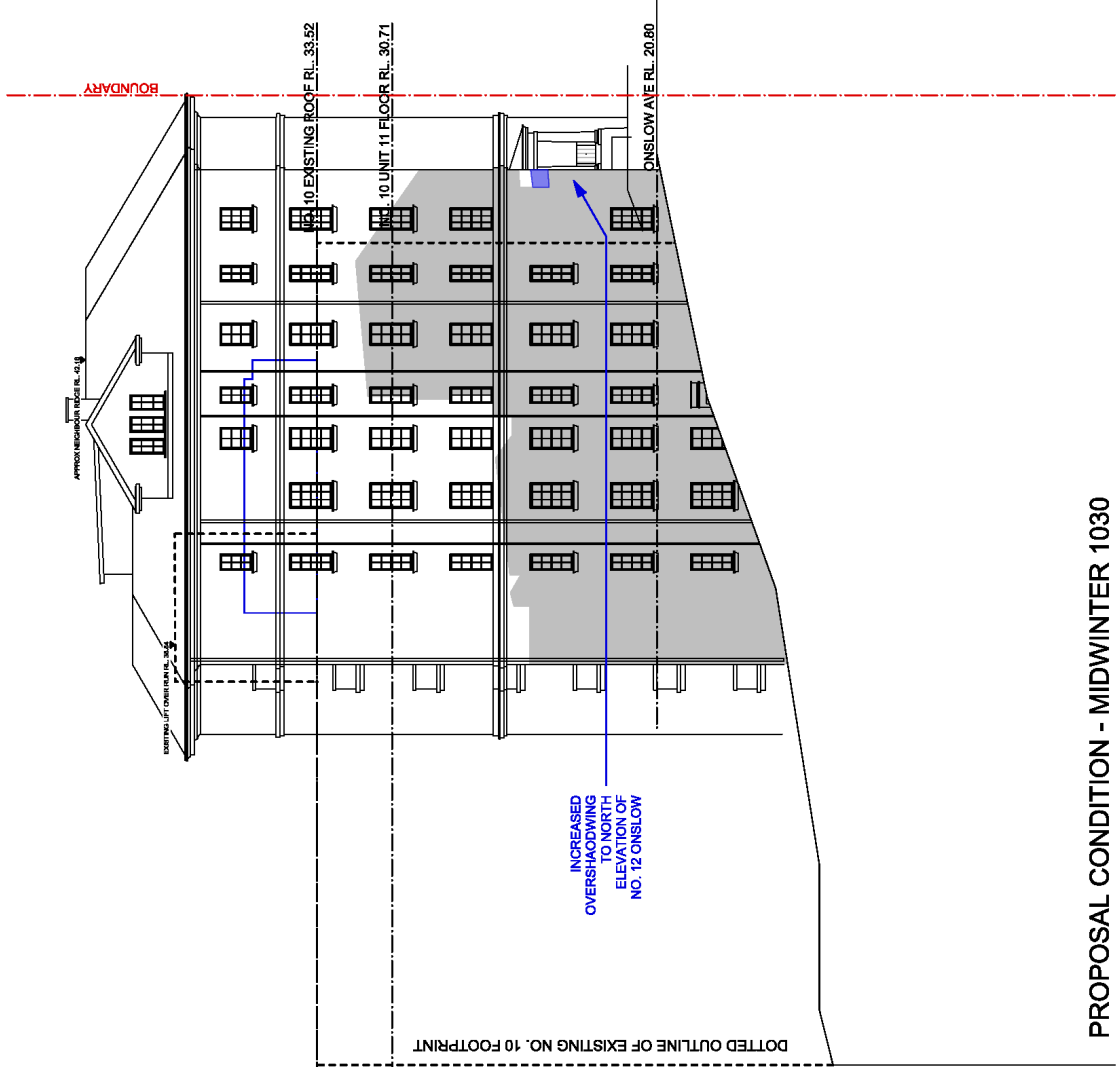 BOUNDARY
NO. 10 EXISTING ROOF RL. 33.52
NO. 10 UNIT 11 FLOOR RL. 30.71
ONSLOW AVE RL. 20.80
APPROX NEIGHBOUR RIDGE RL. 42.18
EXISTING LIFT OVER RUN RL.
INCREASED
OVERSHAODWING
TO NORTH
ELEVATION OF
NO. 12 ONSLOW
DOTTED OUTLINE OF EXISTING NO. 10 FOOTPRINT
PROPOSAL CONDITION - MIDWINTER 1030